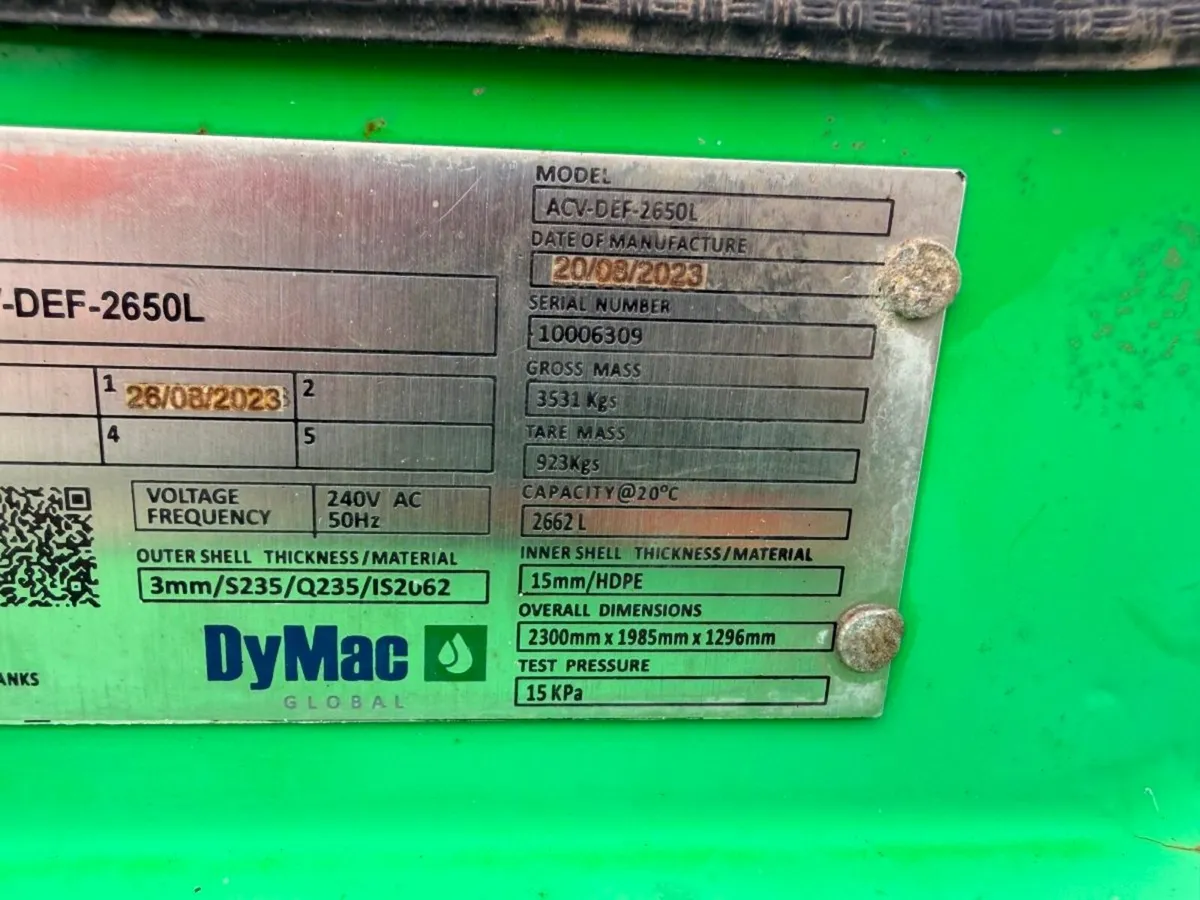 MODEL
ACV-DEF-2650L
DATE OF MANUFACTURE
20/08/2023
SERIAL NUMBER
10006309
GROSS MASS
3531 Kgs
TARE MASS
923Kgs
CAPACITY@20°C
2662 L
INNER SHELL THICKNESS/MATERIAL
15mm/HDPE
OVERALL DIMENSIONS
2300mm x 1985mm x 1296mm
TEST PRESSURE
15 KPa
-DEF-2650L
1 26/08/2023 2
4 5
VOLTAGE 240V AC
FREQUENCY 50Hz
OUTER SHELL THICKNESS/MATERIAL
3mm/S235/Q235/IS2062
DyMac
GLOBAL
ANKS